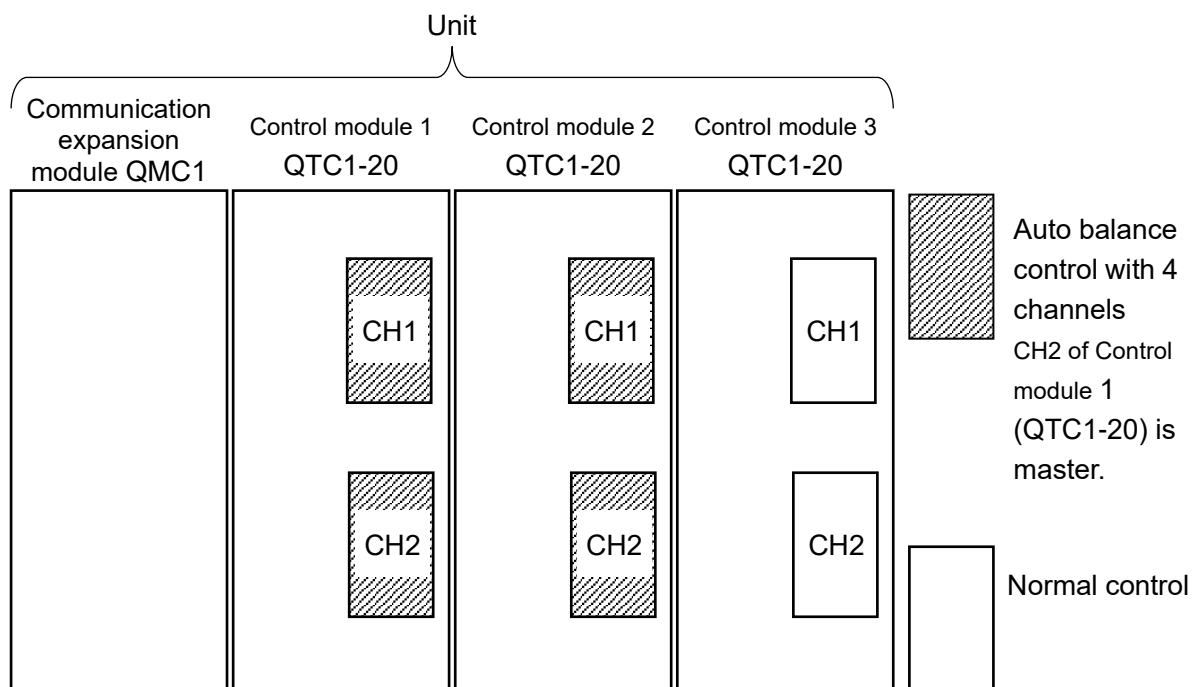 Unit
Communication
expansion
module QMC1
Control module 1
QTC1-20
Control module 2
QTC1-20
Control module 3
QTC1-20
CH1
CH1
CH1
CH2
CH2
CH2
Auto balance
control with 4
channels
CH2 of Control
module 1
(QTC1-20) is
master.
Normal control